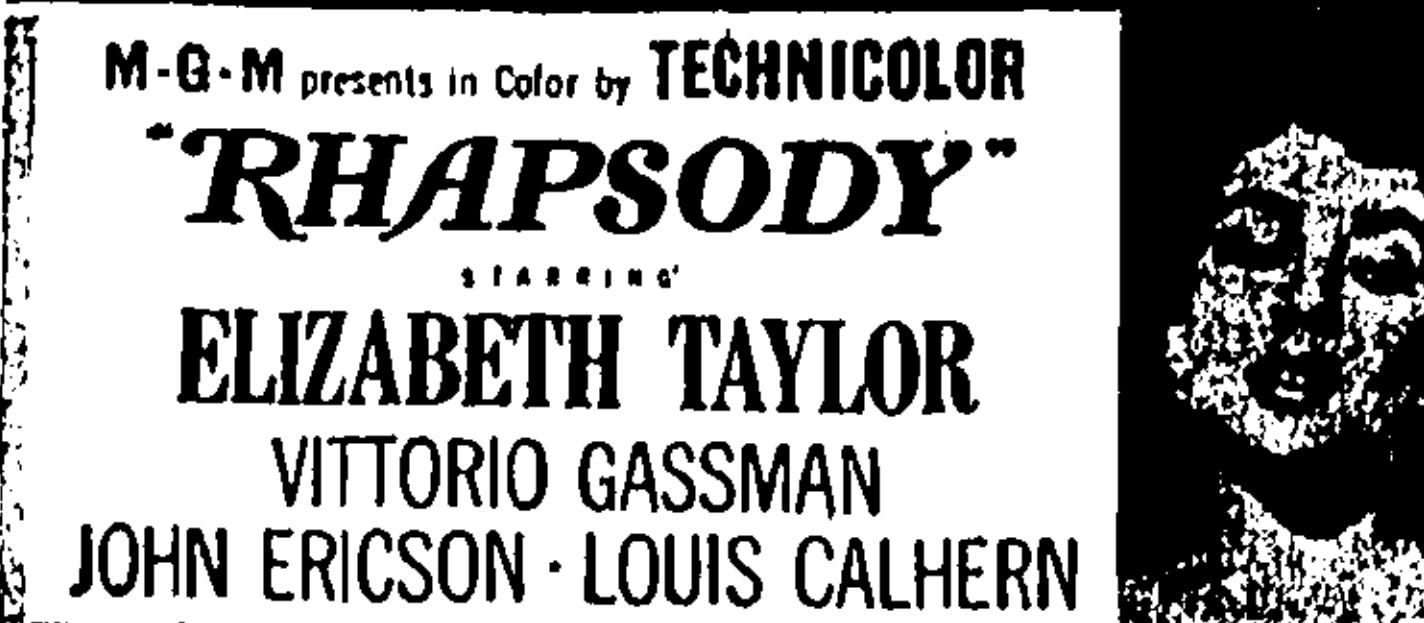 M-G-M presents in Color by TECHNICOLOR
"RHAPSODY"
STARRING
ELIZABETH TAYLOR
VITTORIO GASSMAN
JOHN ERICSON · LOUIS CALHERN